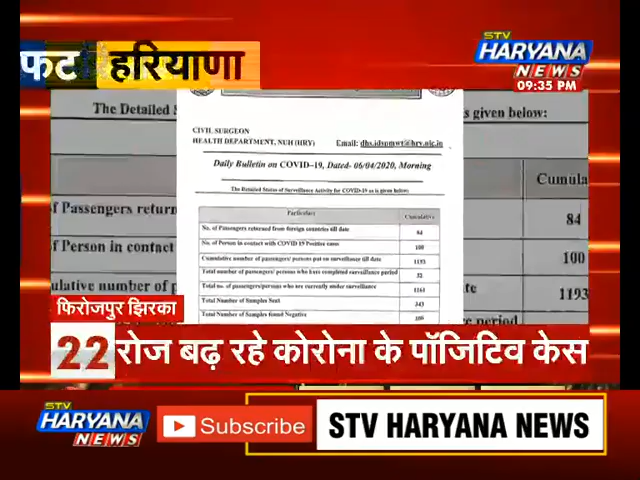 फट हरियाणा
STV
HARYANA
NEWS
09:35 PM
The Detailed S
s given below:
CIVIL SURGEON
HEALTH DEPARTMENT, NUH (HRY) Email: dhs.idspmwt@hry.nic.in
Daily Bulletin on COVID-19, Dated- 06/04/2020, Morning
The Detailed Status of Surveillance Activity for COVID-19 as is given below:
Particulars Cumulative
No. of Passengers returned from foreign countries till date 84
No. of Person in contact with COVID 19 Positive cases 100
Cumulative number of passengers/ persons put on surveillance till date 1193
Total number of passengers/ persons who have completed surveillance period 32
Total no. of passengers/persons who are currently under surveillance 1161
Total Number of Samples Sent 343
Total Number of Samples found Negative
Cumula
of Passengers return 84
f Person in contact 100
ulative number of p te 1193
period 32
फिरोजपुर झिरका
22 रोज बढ़ रहे कोरोना के पॉजिटिव केस
STV
HARYANA
NEWS
Subscribe
STV HARYANA NEWS